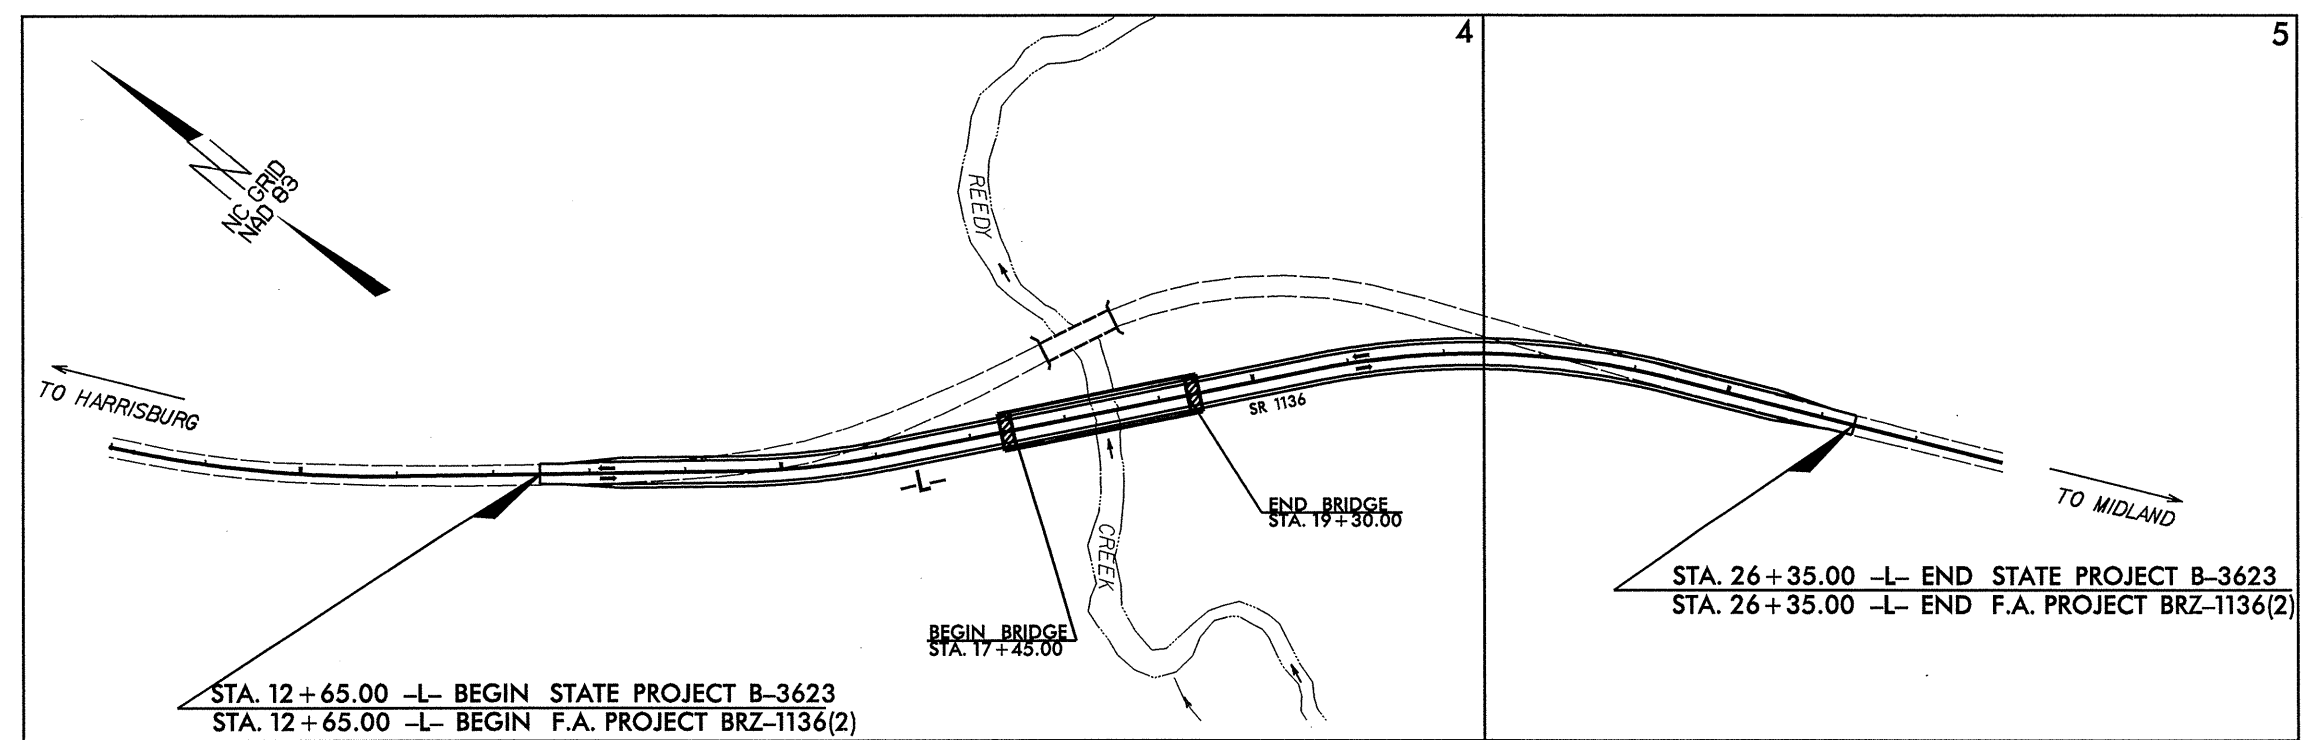 4
5
N
NC GRID
NAD 83
REEDY
TO HARRISBURG
SR 1136
-L-
END BRIDGE
STA. 19+30.00
TO MIDLAND
CREEK
STA. 26+35.00 -L- END STATE PROJECT B-3623
STA. 26+35.00 -L- END F.A. PROJECT BRZ-1136(2)
BEGIN BRIDGE
STA. 17+45.00
STA. 12+65.00 -L- BEGIN STATE PROJECT B-3623
STA. 12+65.00 -L- BEGIN F.A. PROJECT BRZ-1136(2)